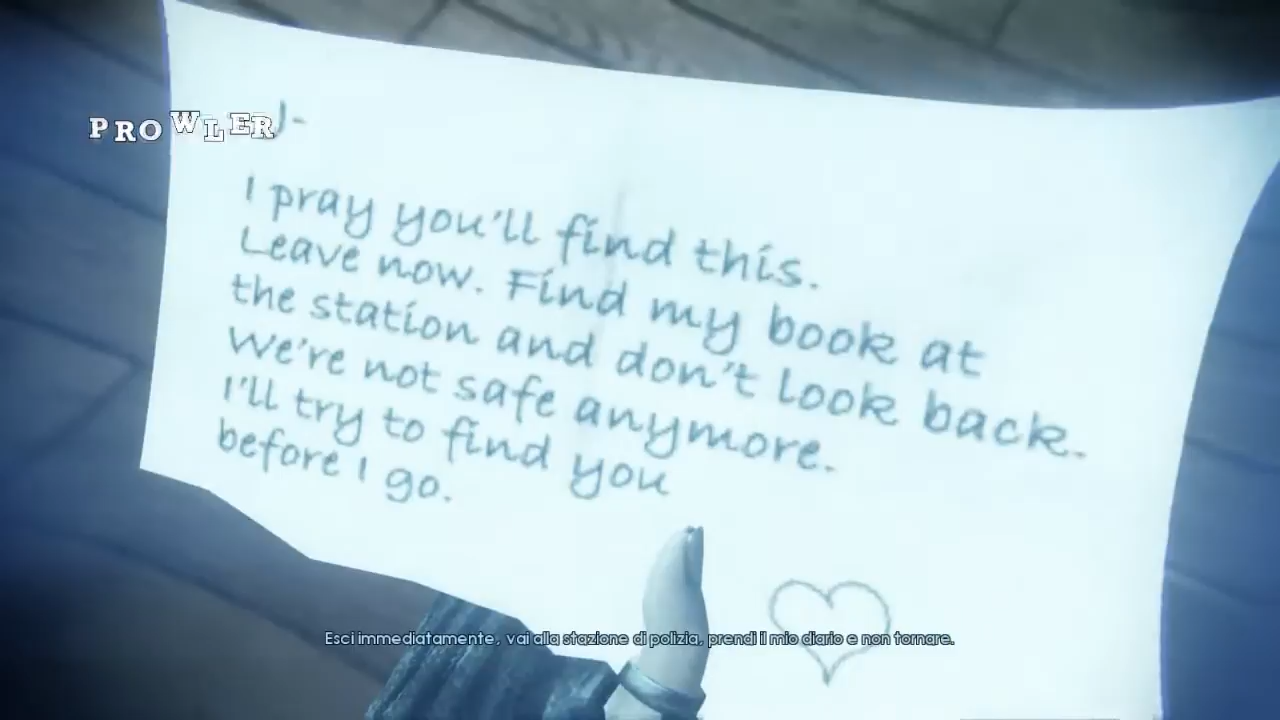 PROWLER
J-
I pray you'll find this.
Leave now. Find my book at
the station and don't look back.
We're not safe anymore.
I'll try to find you
before I go.
Esci immediatamente, vai alla stazione di polizia, prendi il mio diario e non tornare.